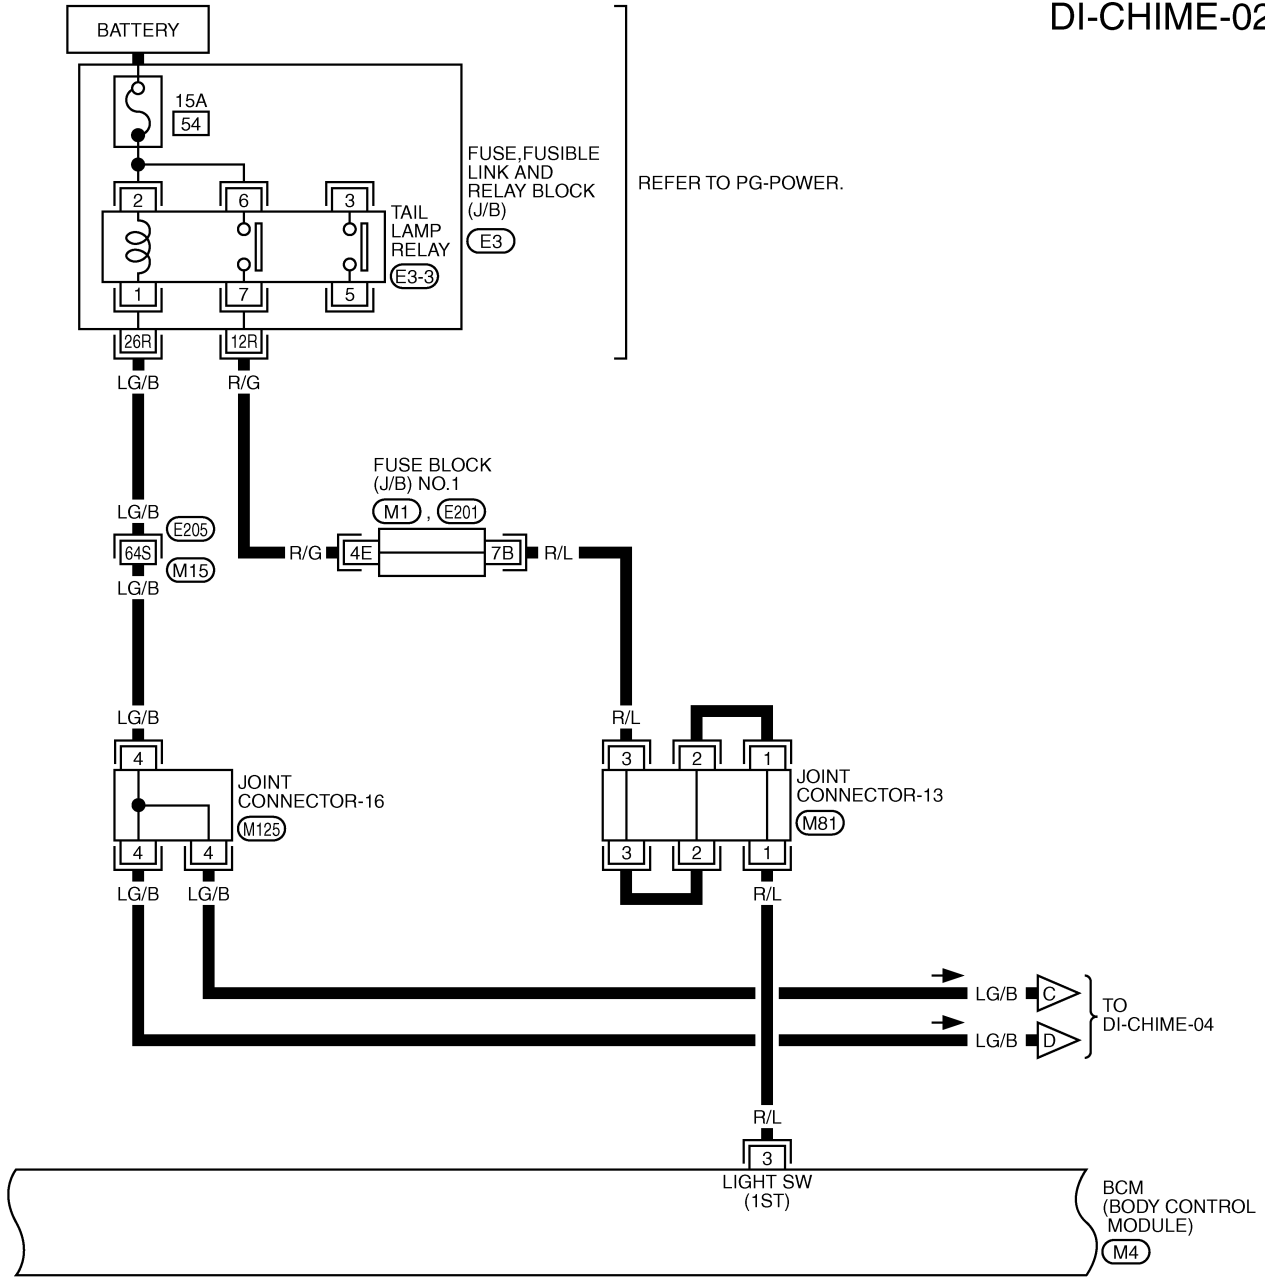 DI-CHIME-02
BATTERY
15A
54
FUSE,FUSIBLE
LINK AND
RELAY BLOCK
(J/B)
E3
REFER TO PG-POWER.
2
6
3
TAIL
LAMP
RELAY
E3-3
1
7
5
26R
12R
LG/B
R/G
FUSE BLOCK
(J/B) NO.1
M1 , E201
LG/B
E205
64S
M15
R/G
4E
7B
R/L
LG/B
LG/B
R/L
4
3
2
1
JOINT
CONNECTOR-16
M125
JOINT
CONNECTOR-13
M81
4
4
3
2
1
LG/B
LG/B
R/L
LG/B
C
LG/B
D
TO
DI-CHIME-04
R/L
3
LIGHT SW
(1ST)
BCM
(BODY CONTROL
MODULE)
M4